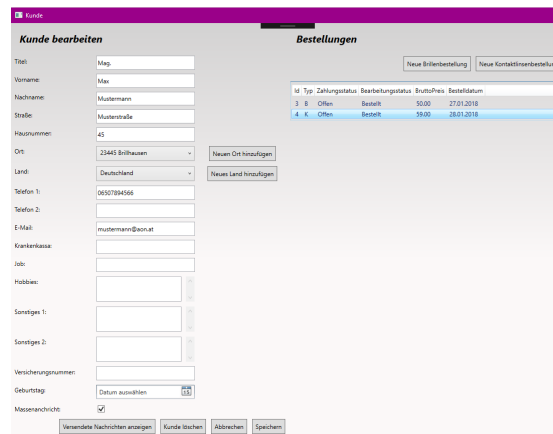 Kunde
Kunde bearbeiten
Bestellungen
Titel: Mag.
Neue Brillenbestellung Neue Kontaktlinsenbestellu
Vorname: Max
Nachname: Mustermann
Id Typ Zahlungsstatus Bearbeitungsstatus BruttoPreis Bestelldatum
3 B Offen Bestellt 50.00 27.01.2018
4 K Offen Bestellt 59.00 28.01.2018
Straße: Musterstraße
Hausnummer: 45
Ort: 23445 Brillhausen Neuen Ort hinzufügen
Land: Deutschland Neues Land hinzufügen
Telefon 1: 06507894566
Telefon 2:
E-Mail: mustermann@aon.at
Krankenkassa:
Job:
Hobbies:
Sonstiges 1:
Sonstiges 2:
Versicherungsnummer:
Geburtstag: Datum auswählen 15
Massenanchricht:
Versendete Nachrichten anzeigen Kunde löschen Abbrechen Speichern